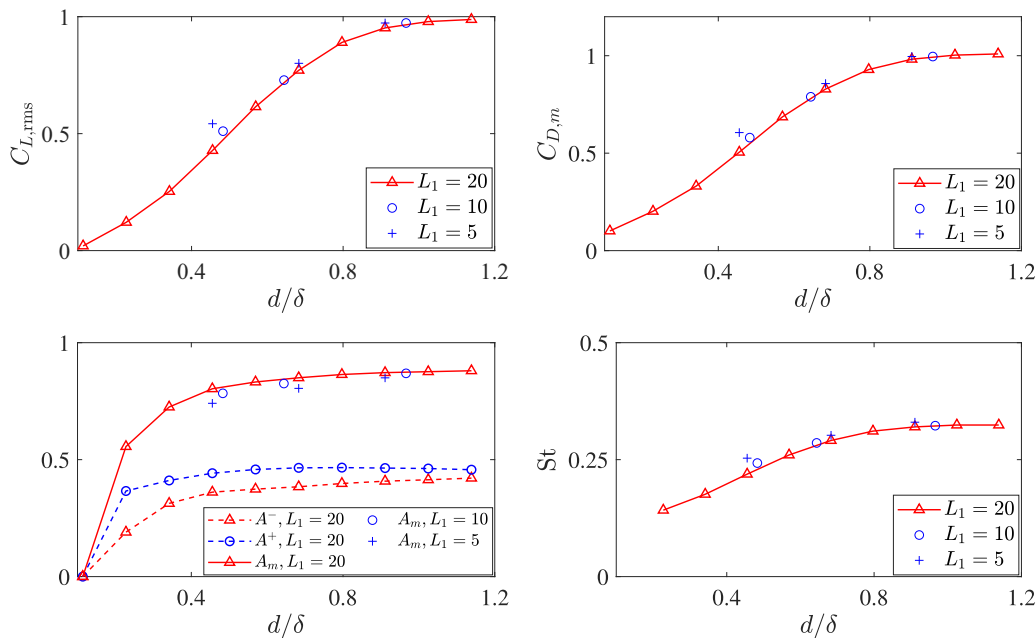 1
0.5
0
C_{L,rms}
0.4
0.8
1.2
d/δ
L_1 = 20
L_1 = 10
L_1 = 5
1
0.5
0
C_{D,m}
0.4
0.8
1.2
d/δ
L_1 = 20
L_1 = 10
L_1 = 5
1
0.5
0
0.4
0.8
1.2
d/δ
A^-, L_1 = 20
A^+, L_1 = 20
A_m, L_1 = 20
A_m, L_1 = 10
A_m, L_1 = 5
0.5
0.25
0
St
0.4
0.8
1.2
d/δ
L_1 = 20
L_1 = 10
L_1 = 5